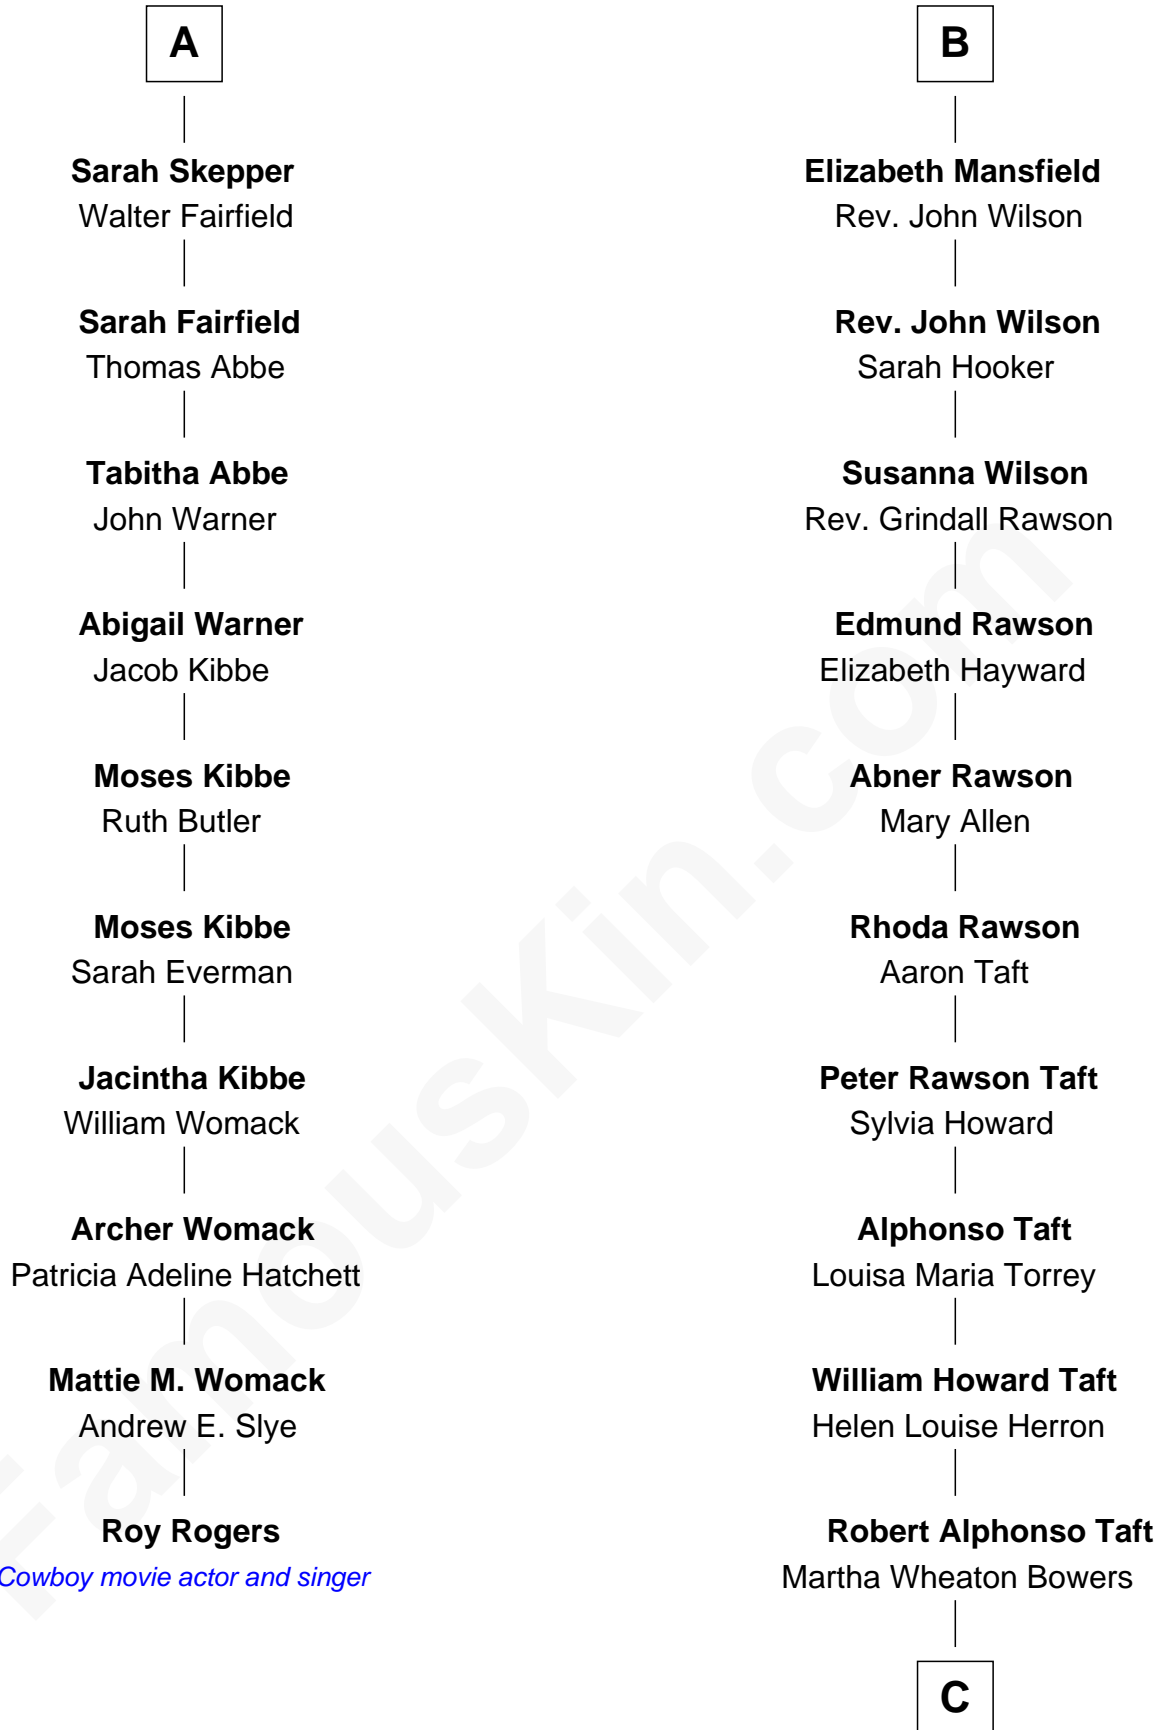 A
Sarah Skepper
Walter Fairfield
Sarah Fairfield
Thomas Abbe
Tabitha Abbe
John Warner
Abigail Warner
Jacob Kibbe
Moses Kibbe
Ruth Butler
Moses Kibbe
Sarah Everman
Jacintha Kibbe
William Womack
Archer Womack
Patricia Adeline Hatchett
Mattie M. Womack
Andrew E. Slye
Roy Rogers
Cowboy movie actor and singer
B
Elizabeth Mansfield
Rev. John Wilson
Rev. John Wilson
Sarah Hooker
Susanna Wilson
Rev. Grindall Rawson
Edmund Rawson
Elizabeth Hayward
Abner Rawson
Mary Allen
Rhoda Rawson
Aaron Taft
Peter Rawson Taft
Sylvia Howard
Alphonso Taft
Louisa Maria Torrey
William Howard Taft
Helen Louise Herron
Robert Alphonso Taft
Martha Wheaton Bowers
C
FamousKin.com